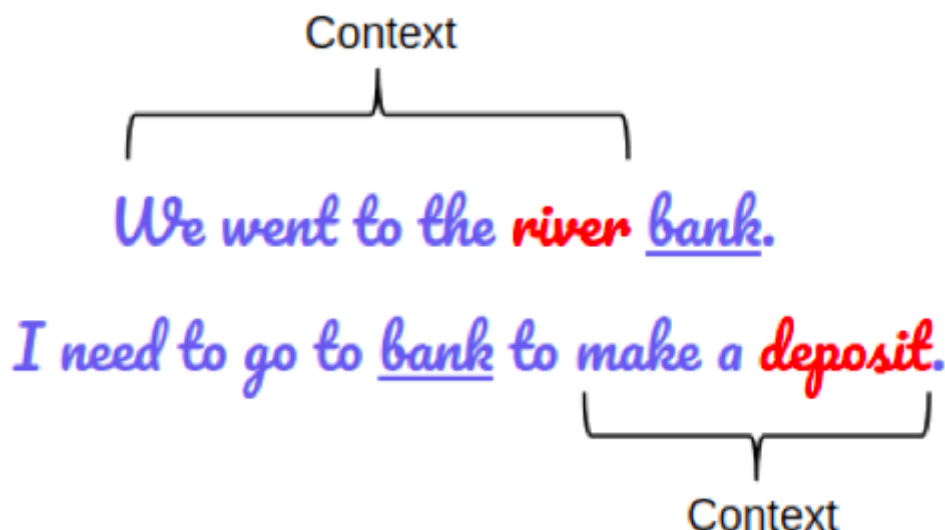 Context
We went to the river bank.
I need to go to bank to make a deposit.
Context